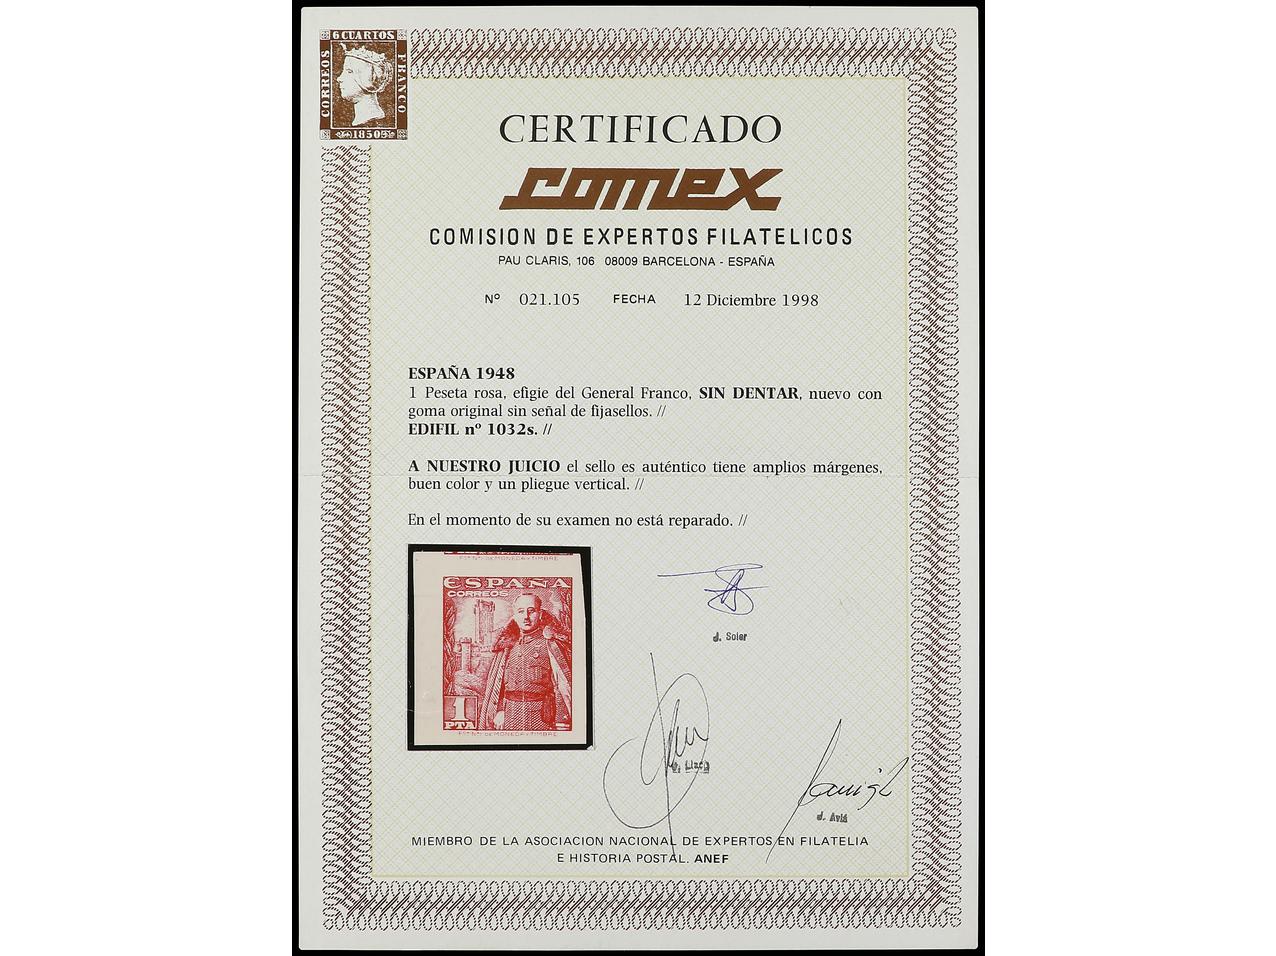 6 CUARTOS
CORREOS
FRANCO
1850
CERTIFICADO
comex
COMISION DE EXPERTOS FILATELICOS
PAU CLARIS, 106 08009 BARCELONA - ESPAÑA
Nº 021.105 FECHA 12 Diciembre 1998
ESPAÑA 1948
1 Peseta rosa, efigie del General Franco, SIN DENTAR, nuevo con
goma original sin señal de fijasellos. //
EDIFIL nº 1032s. //
A NUESTRO JUICIO el sello es auténtico tiene amplios márgenes,
buen color y un pliegue vertical. //
En el momento de su examen no está reparado. //
ESPAÑA
CORREOS
1
PTA
J. Soler
J. Avià
MIEMBRO DE LA ASOCIACION NACIONAL DE EXPERTOS EN FILATELIA
E HISTORIA POSTAL. ANEF